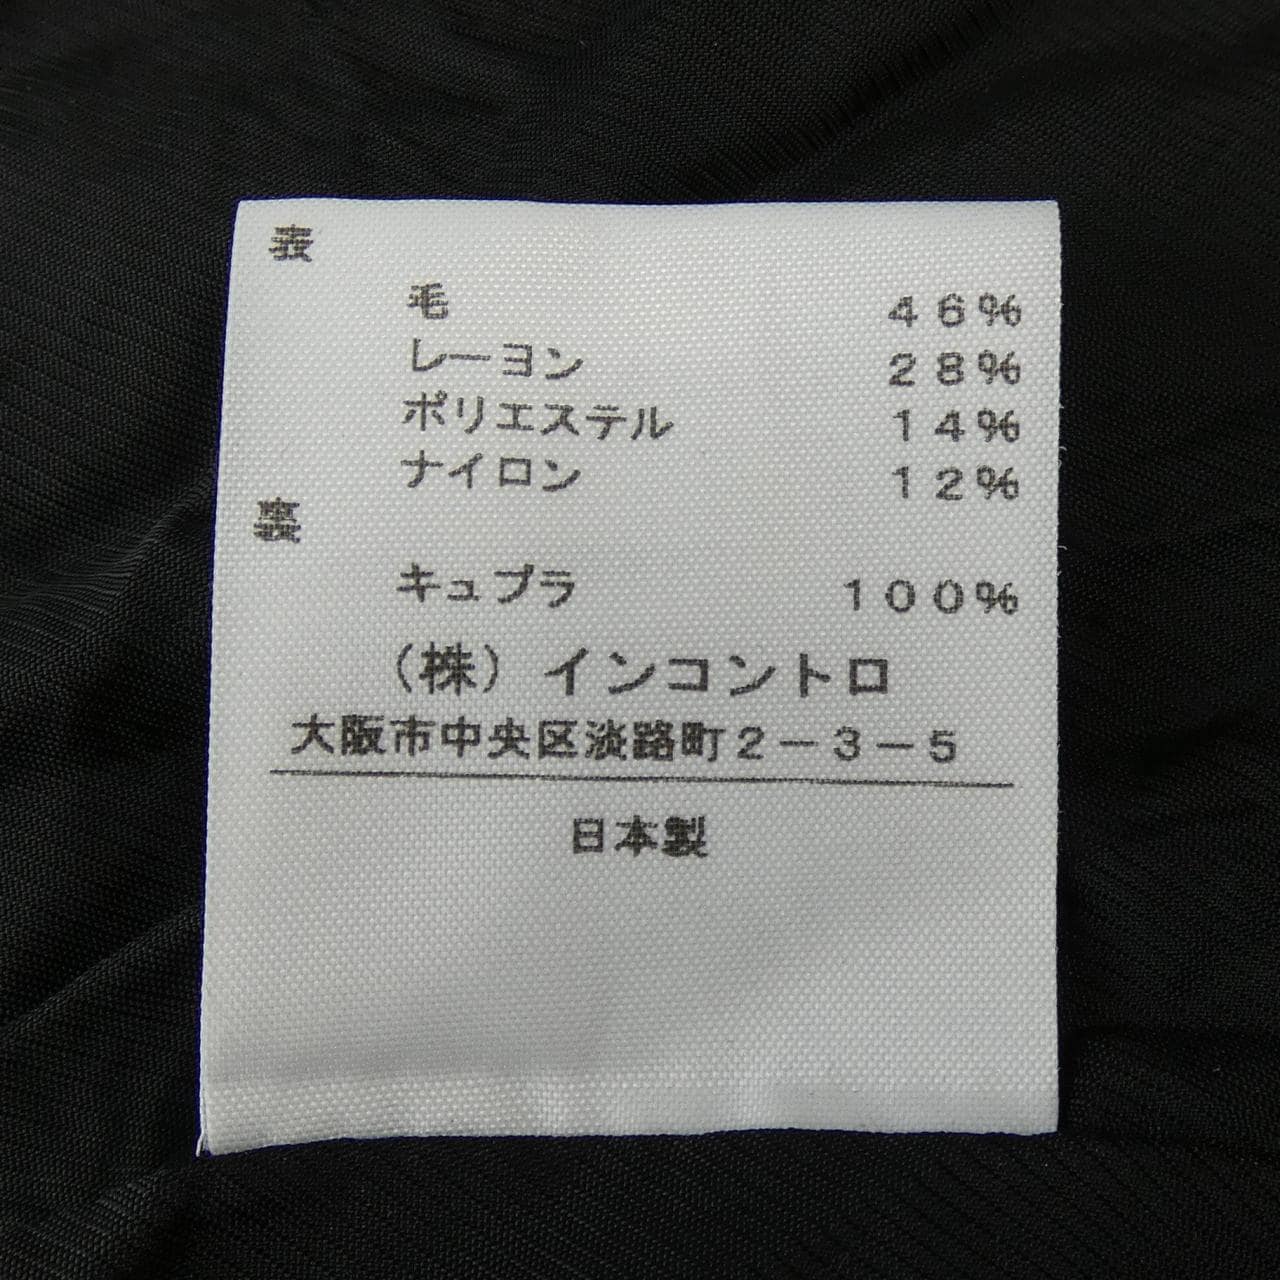 表
毛 46%
レーヨン 28%
ポリエステル 14%
ナイロン 12%
裏
キュプラ 100%
(株)インコントロ
大阪市中央区淡路町2-3-5
日本製